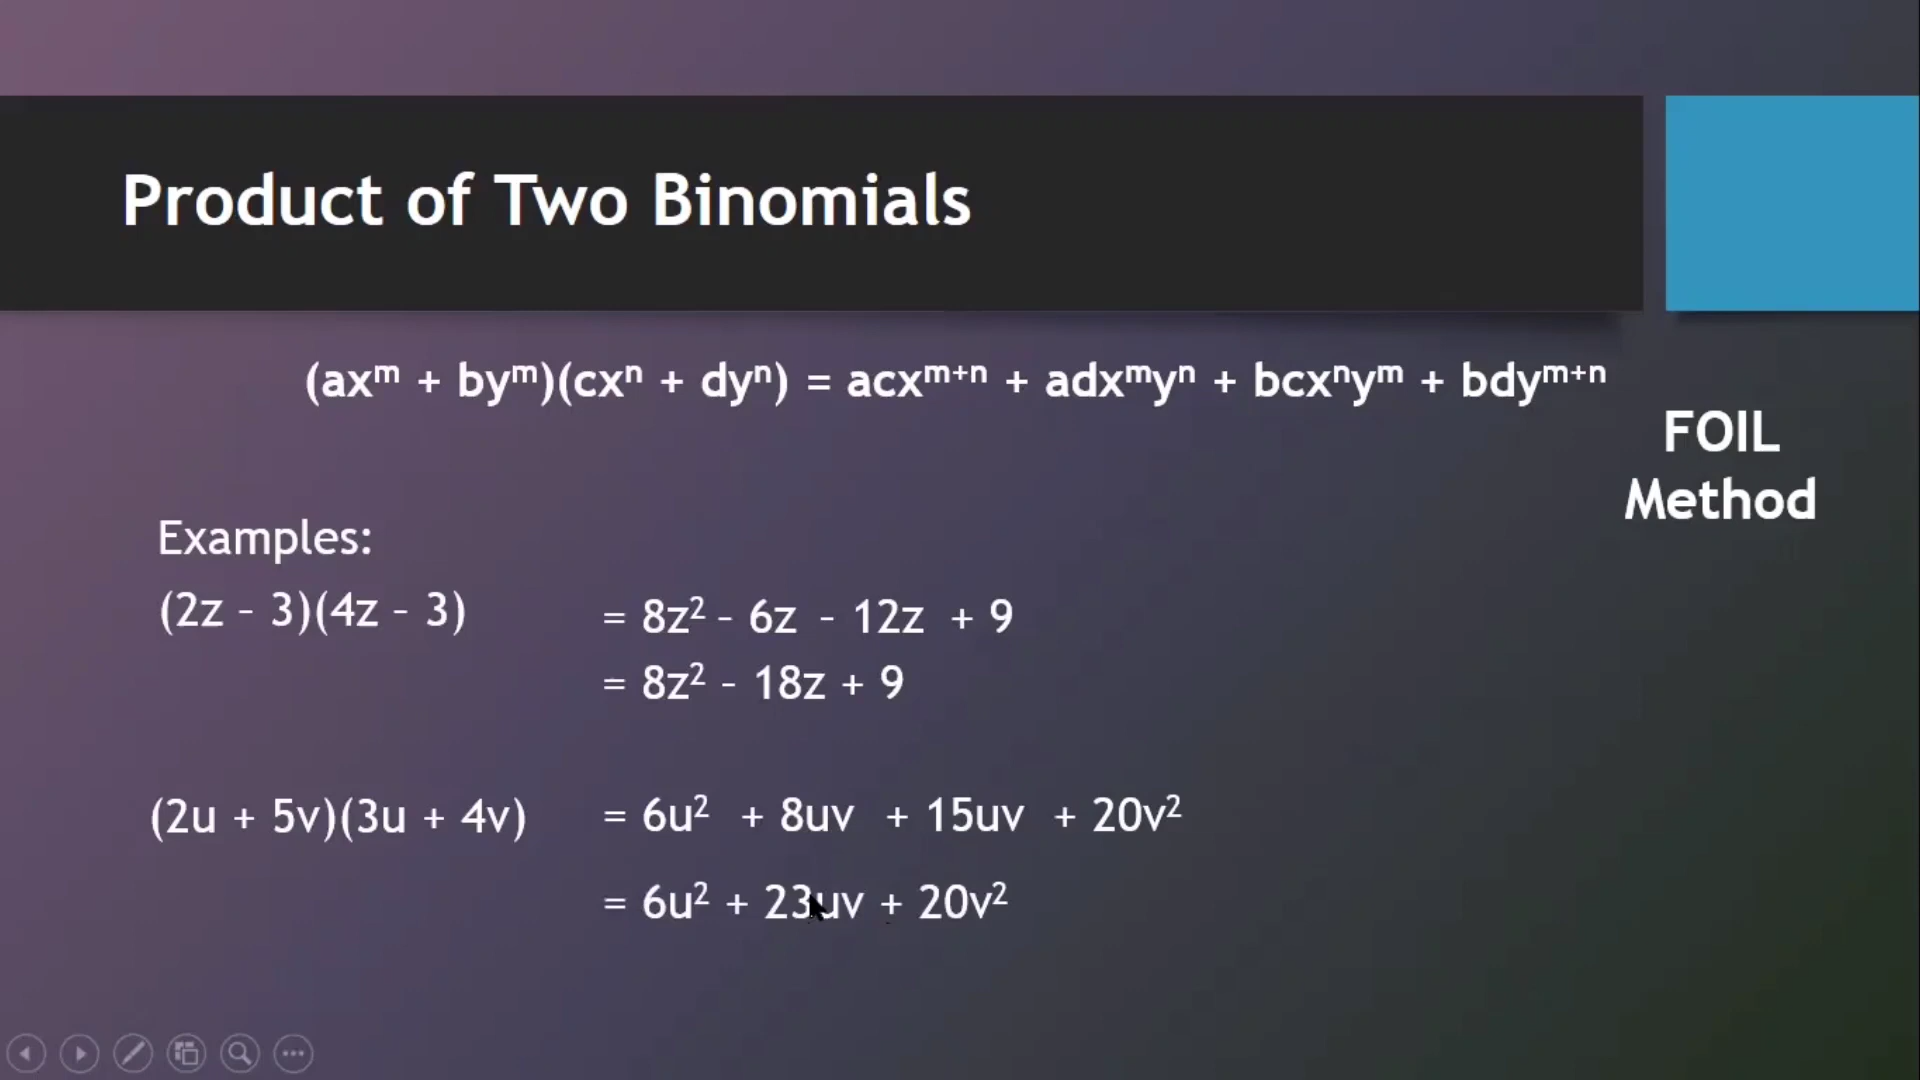 Product of Two Binomials
(axᵐ + byᵐ)(cxⁿ + dyⁿ) = acxᵐ⁺ⁿ + adxᵐyⁿ + bcxⁿyᵐ + bdyᵐ⁺ⁿ
FOIL
Method
Examples:
(2z – 3)(4z – 3) = 8z² – 6z – 12z + 9
= 8z² – 18z + 9
(2u + 5v)(3u + 4v) = 6u² + 8uv + 15uv + 20v²
= 6u² + 23uv + 20v²